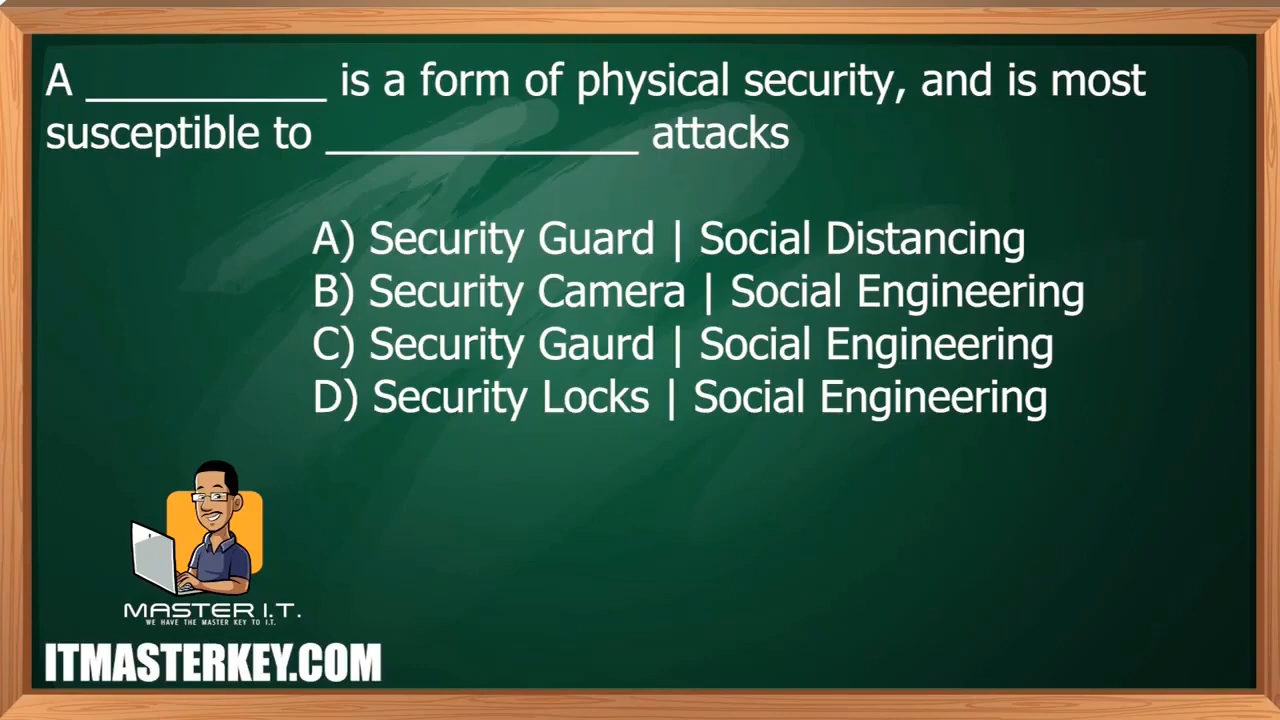 A ___________ is a form of physical security, and is most
susceptible to ______________ attacks
A) Security Guard | Social Distancing
B) Security Camera | Social Engineering
C) Security Gaurd | Social Engineering
D) Security Locks | Social Engineering
MASTER I.T.
WE HAVE THE MASTER KEY TO I.T.
ITMASTERKEY.COM